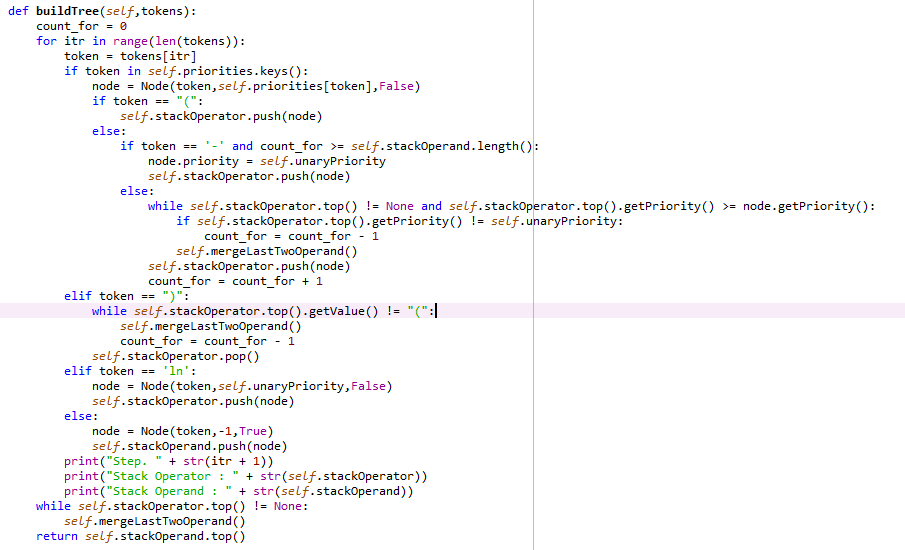 def buildTree(self,tokens):
    count_for = 0
    for itr in range(len(tokens)):
        token = tokens[itr]
        if token in self.priorities.keys():
            node = Node(token,self.priorities[token],False)
            if token == "(":
                self.stackOperator.push(node)
            else:
                if token == '-' and count_for >= self.stackOperand.length():
                    node.priority = self.unaryPriority
                    self.stackOperator.push(node)
                else:
                    while self.stackOperator.top() != None and self.stackOperator.top().getPriority() >= node.getPriority():
                        if self.stackOperator.top().getPriority() != self.unaryPriority:
                            count_for = count_for - 1
                        self.mergeLastTwoOperand()
                    self.stackOperator.push(node)
                    count_for = count_for + 1
        elif token == ")":
            while self.stackOperator.top().getValue() != "(":
                self.mergeLastTwoOperand()
                count_for = count_for - 1
            self.stackOperator.pop()
        elif token == 'ln':
            node = Node(token,self.unaryPriority,False)
            self.stackOperator.push(node)
        else:
            node = Node(token,-1,True)
            self.stackOperand.push(node)
        print("Step. " + str(itr + 1))
        print("Stack Operator : " + str(self.stackOperator))
        print("Stack Operand : " + str(self.stackOperand))
    while self.stackOperator.top() != None:
        self.mergeLastTwoOperand()
    return self.stackOperand.top()